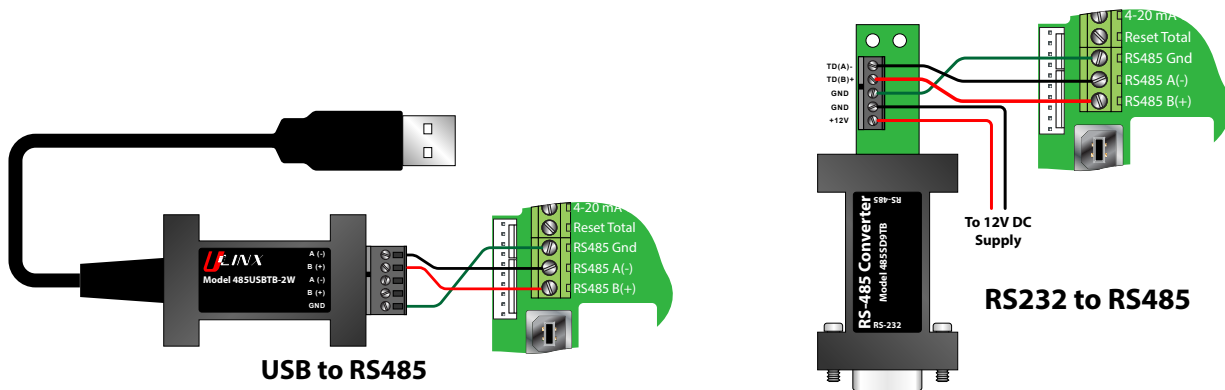 4-20 mA
Reset Total
RS485 Gnd
RS485 A(-)
RS485 B(+)
ULINX
Model 485USBTB-2W
A (-)
B (+)
A (-)
B (+)
GND
USB to RS485
4-20 mA
Reset Total
RS485 Gnd
RS485 A(-)
RS485 B(+)
TD(A)-
TD(B)+
GND
GND
+12V
RS-485
RS-485 Converter
Model 485SD9TB
RS-232
To 12V DC
Supply
RS232 to RS485